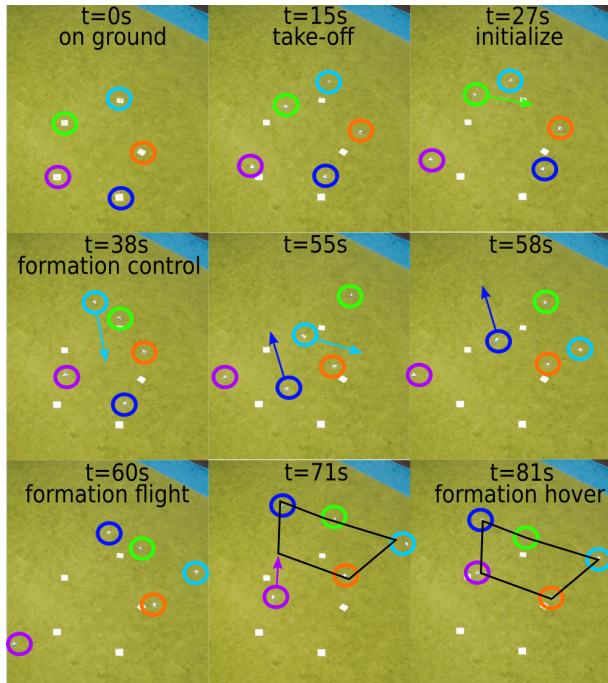 t=0s
on ground
t=15s
take-off
t=27s
initialize
t=38s
formation control
t=55s
t=58s
t=60s
formation flight
t=71s
t=81s
formation hover